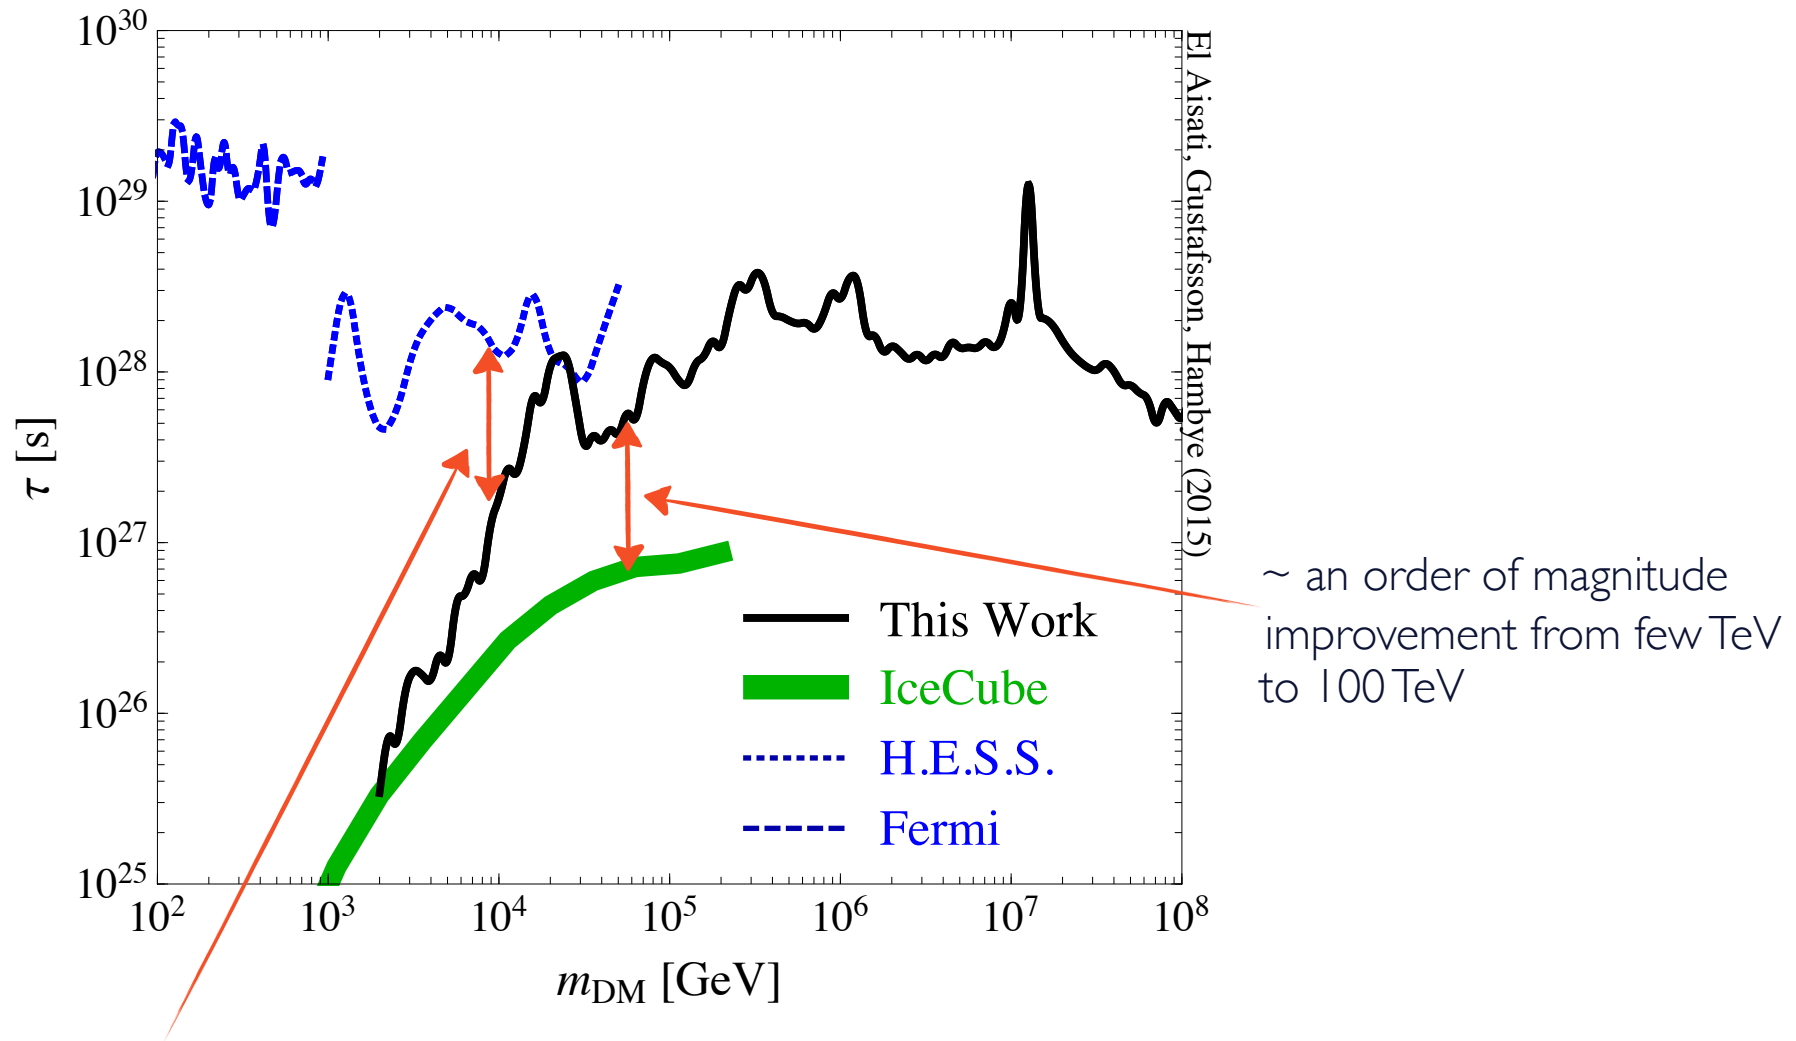 10^30
10^29
10^28
10^27
10^26
10^25
τ [s]
10^2 10^3 10^4 10^5 10^6 10^7 10^8
m_DM [GeV]
This Work
IceCube
H.E.S.S.
Fermi
El Aisati, Gustafsson, Hambye (2015)
~ an order of magnitude
improvement from few TeV
to 100 TeV